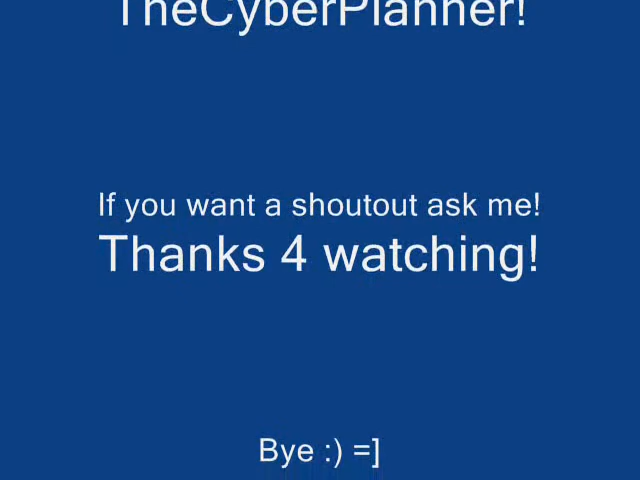 TheCyberPlanner!
If you want a shoutout ask me!
Thanks 4 watching!
Bye :) =]